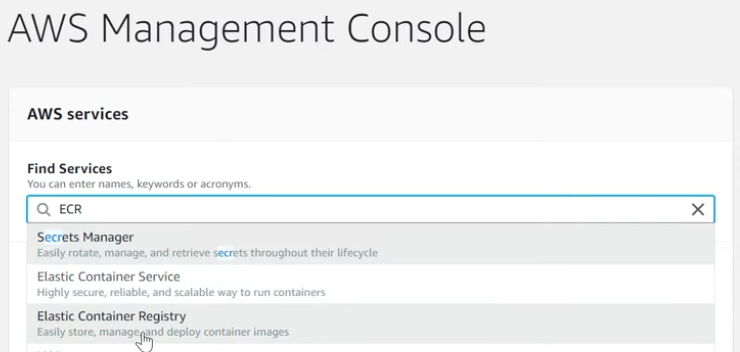 AWS Management Console
AWS services
Find Services
You can enter names, keywords or acronyms.
ECR
Secrets Manager
Easily rotate, manage, and retrieve secrets throughout their lifecycle
Elastic Container Service
Highly secure, reliable, and scalable way to run containers
Elastic Container Registry
Easily store, manage and deploy container images